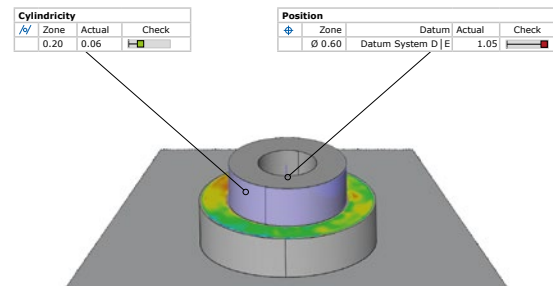 Cylindricity
Zone Actual Check
0.20 0.06
Position
Zone Datum Actual Check
Ø 0.60 Datum System D|E 1.05